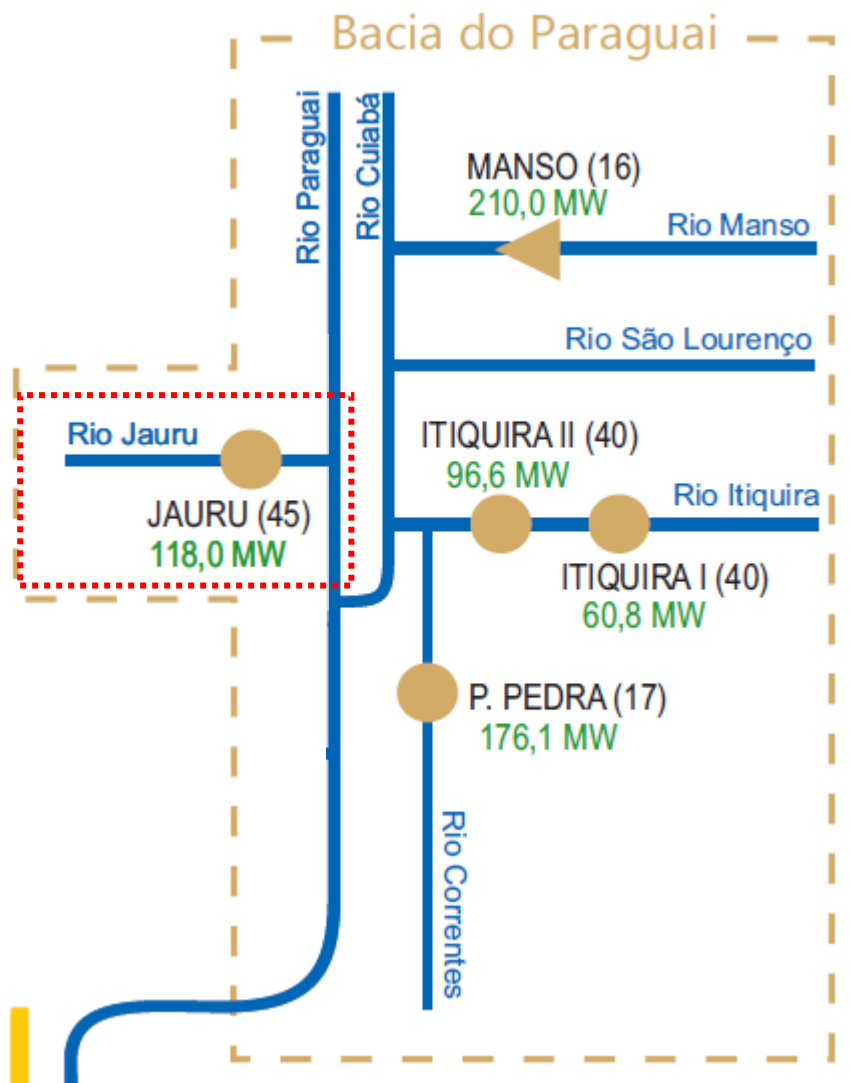 Bacia do Paraguai
Rio Paraguai
Rio Cuiabá
MANSO (16)
210,0 MW
Rio Manso
Rio São Lourenço
Rio Jauru
JAURU (45)
118,0 MW
ITIQUIRA II (40)
96,6 MW
Rio Itiquira
ITIQUIRA I (40)
60,8 MW
P. PEDRA (17)
176,1 MW
Rio Correntes